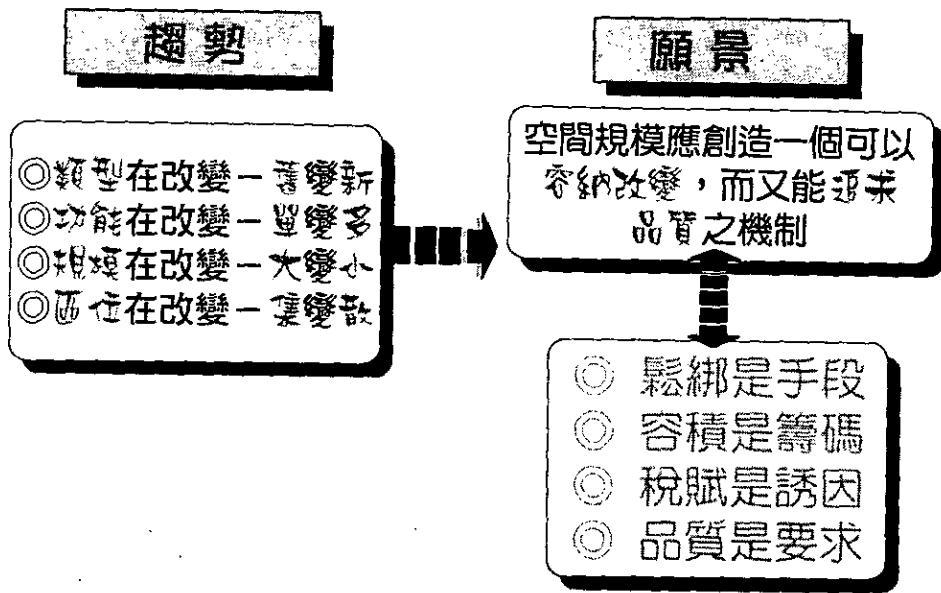 趨勢
◎類型在改變－舊變新
◎功能在改變－單變多
◎規模在改變－大變小
◎區位在改變－集變散
願景
空間規模應創造一個可以
容納改變，而又能追求
品質之機制
◎ 鬆綁是手段
◎ 容積是籌碼
◎ 稅賦是誘因
◎ 品質是要求